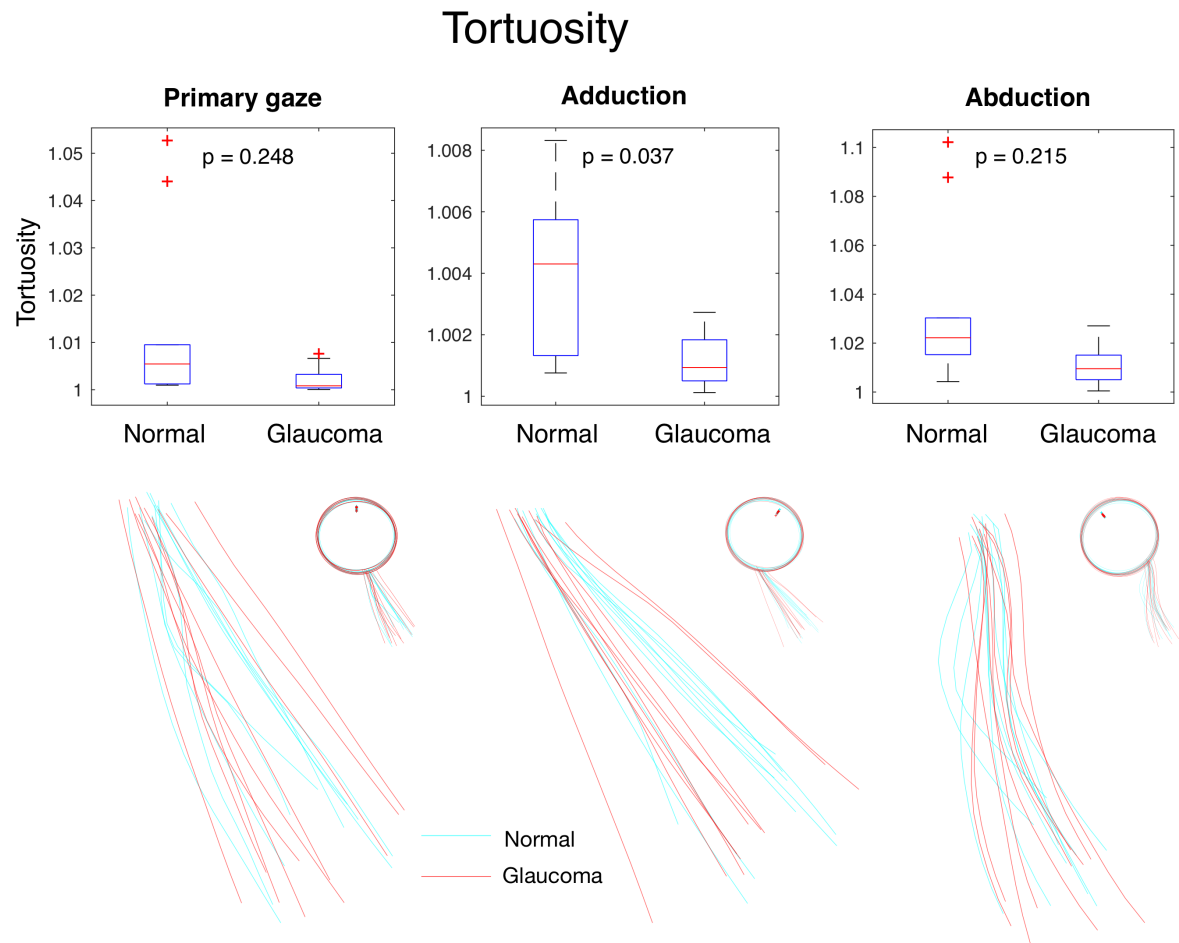 Tortuosity
Primary gaze
Adduction
Abduction
Tortuosity
1.05
1.04
1.03
1.02
1.01
1
p = 0.248
Normal
Glaucoma
1.008
1.006
1.004
1.002
1
p = 0.037
Normal
Glaucoma
1.1
1.08
1.06
1.04
1.02
1
p = 0.215
Normal
Glaucoma
Normal
Glaucoma